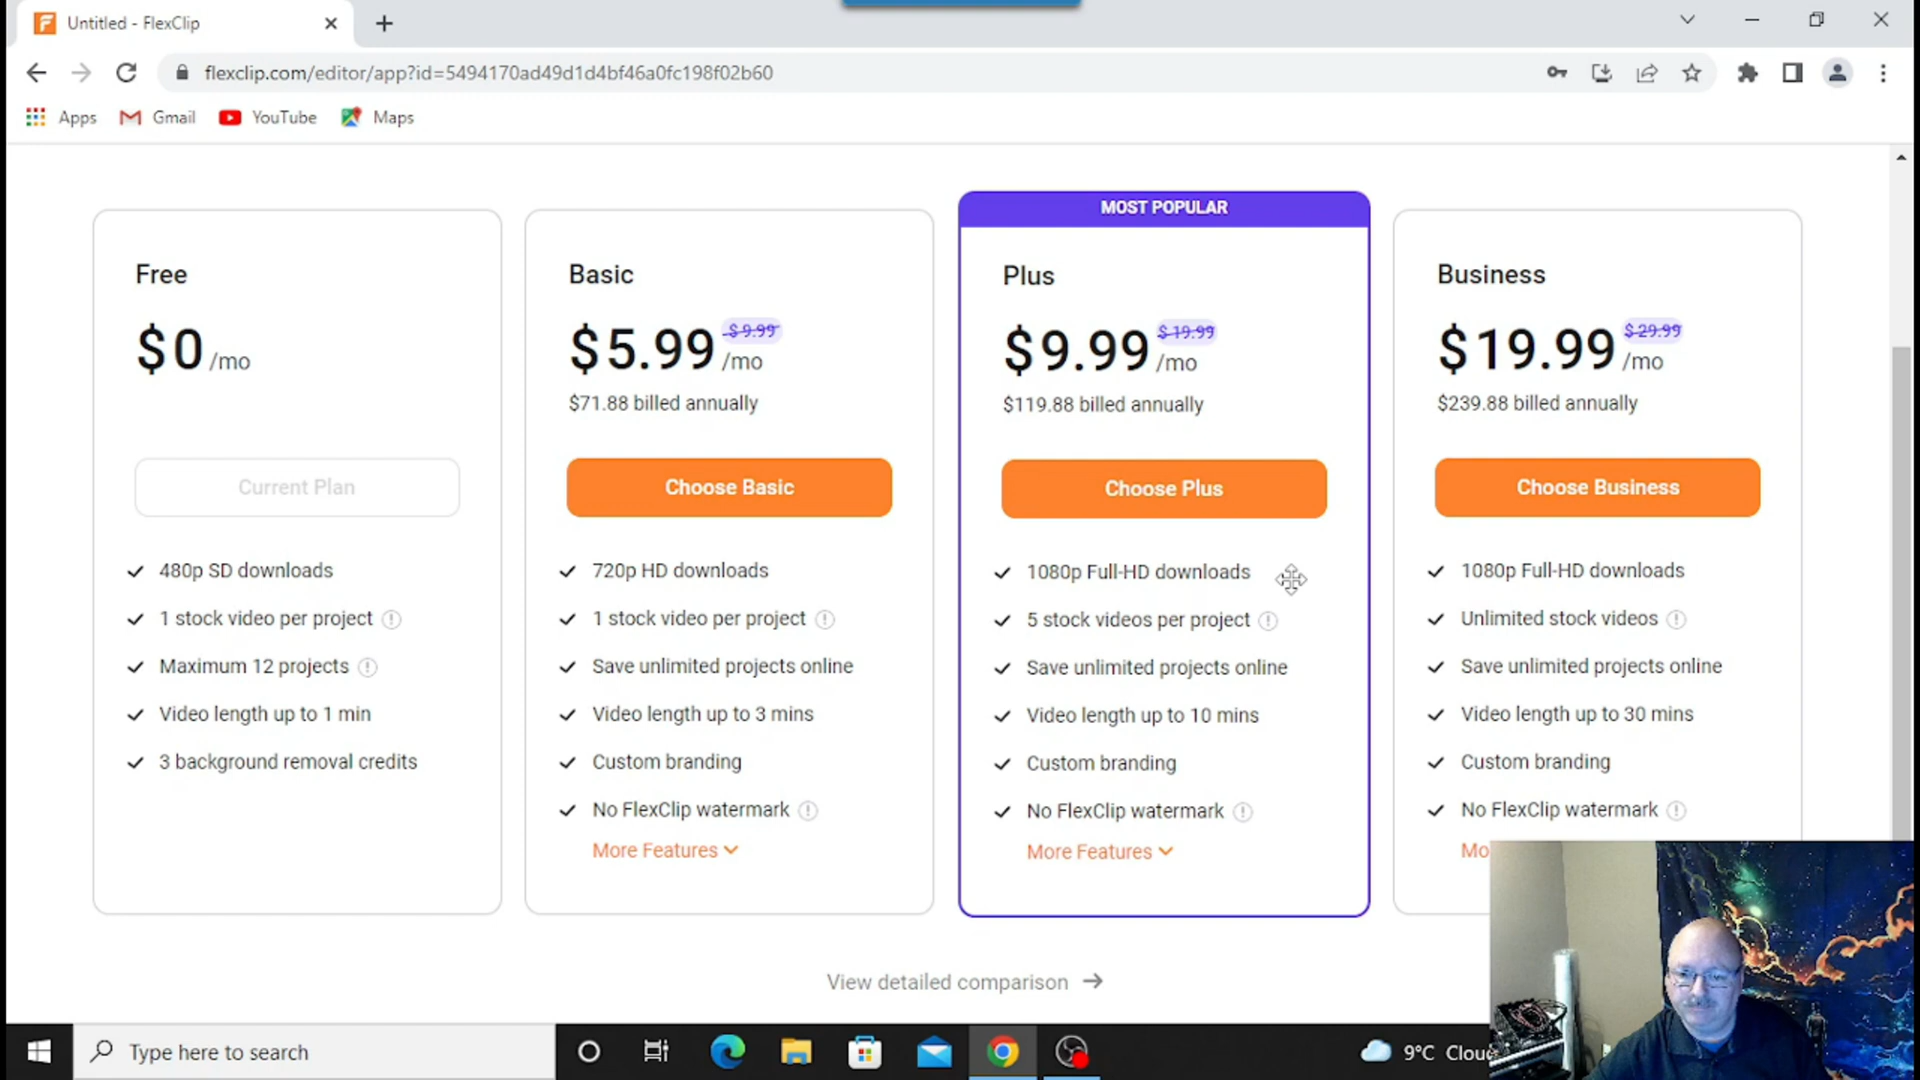 Untitled - FlexClip
flexclip.com/editor/app?id=5494170ad49d1d4bf46a0fc198f02b60
Apps
Gmail
YouTube
Maps
MOST POPULAR
Free
$0 /mo
Current Plan
480p SD downloads
1 stock video per project
Maximum 12 projects
Video length up to 1 min
3 background removal credits
Basic
$5.99 /mo $9.99
$71.88 billed annually
Choose Basic
720p HD downloads
1 stock video per project
Save unlimited projects online
Video length up to 3 mins
Custom branding
No FlexClip watermark
More Features
Plus
$9.99 /mo $19.99
$119.88 billed annually
Choose Plus
1080p Full-HD downloads
5 stock videos per project
Save unlimited projects online
Video length up to 10 mins
Custom branding
No FlexClip watermark
More Features
Business
$19.99 /mo $29.99
$239.88 billed annually
Choose Business
1080p Full-HD downloads
Unlimited stock videos
Save unlimited projects online
Video length up to 30 mins
Custom branding
No FlexClip watermark
Mo
View detailed comparison
Type here to search
9°C Clou